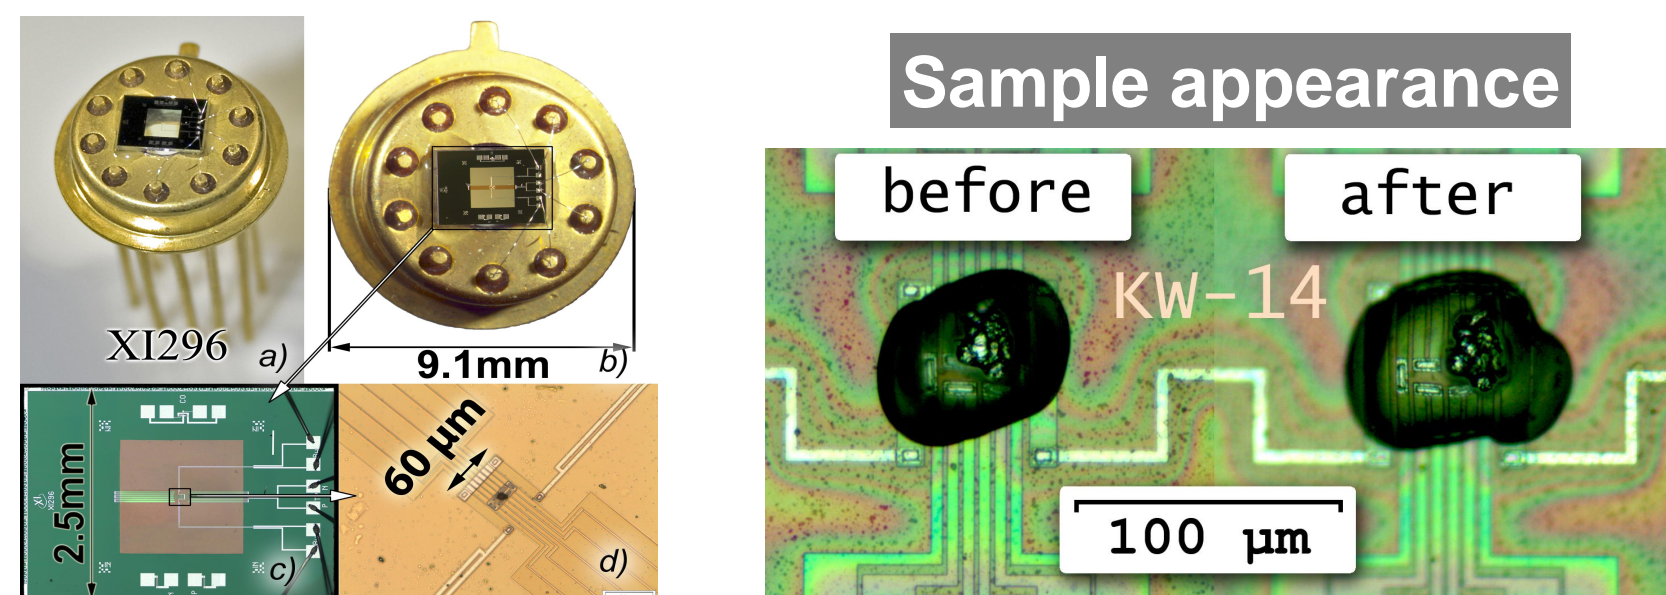 XI296
a)
9.1mm
b)
2.5mm
c)
60 µm
d)
Sample appearance
before
after
KW-14
100 µm